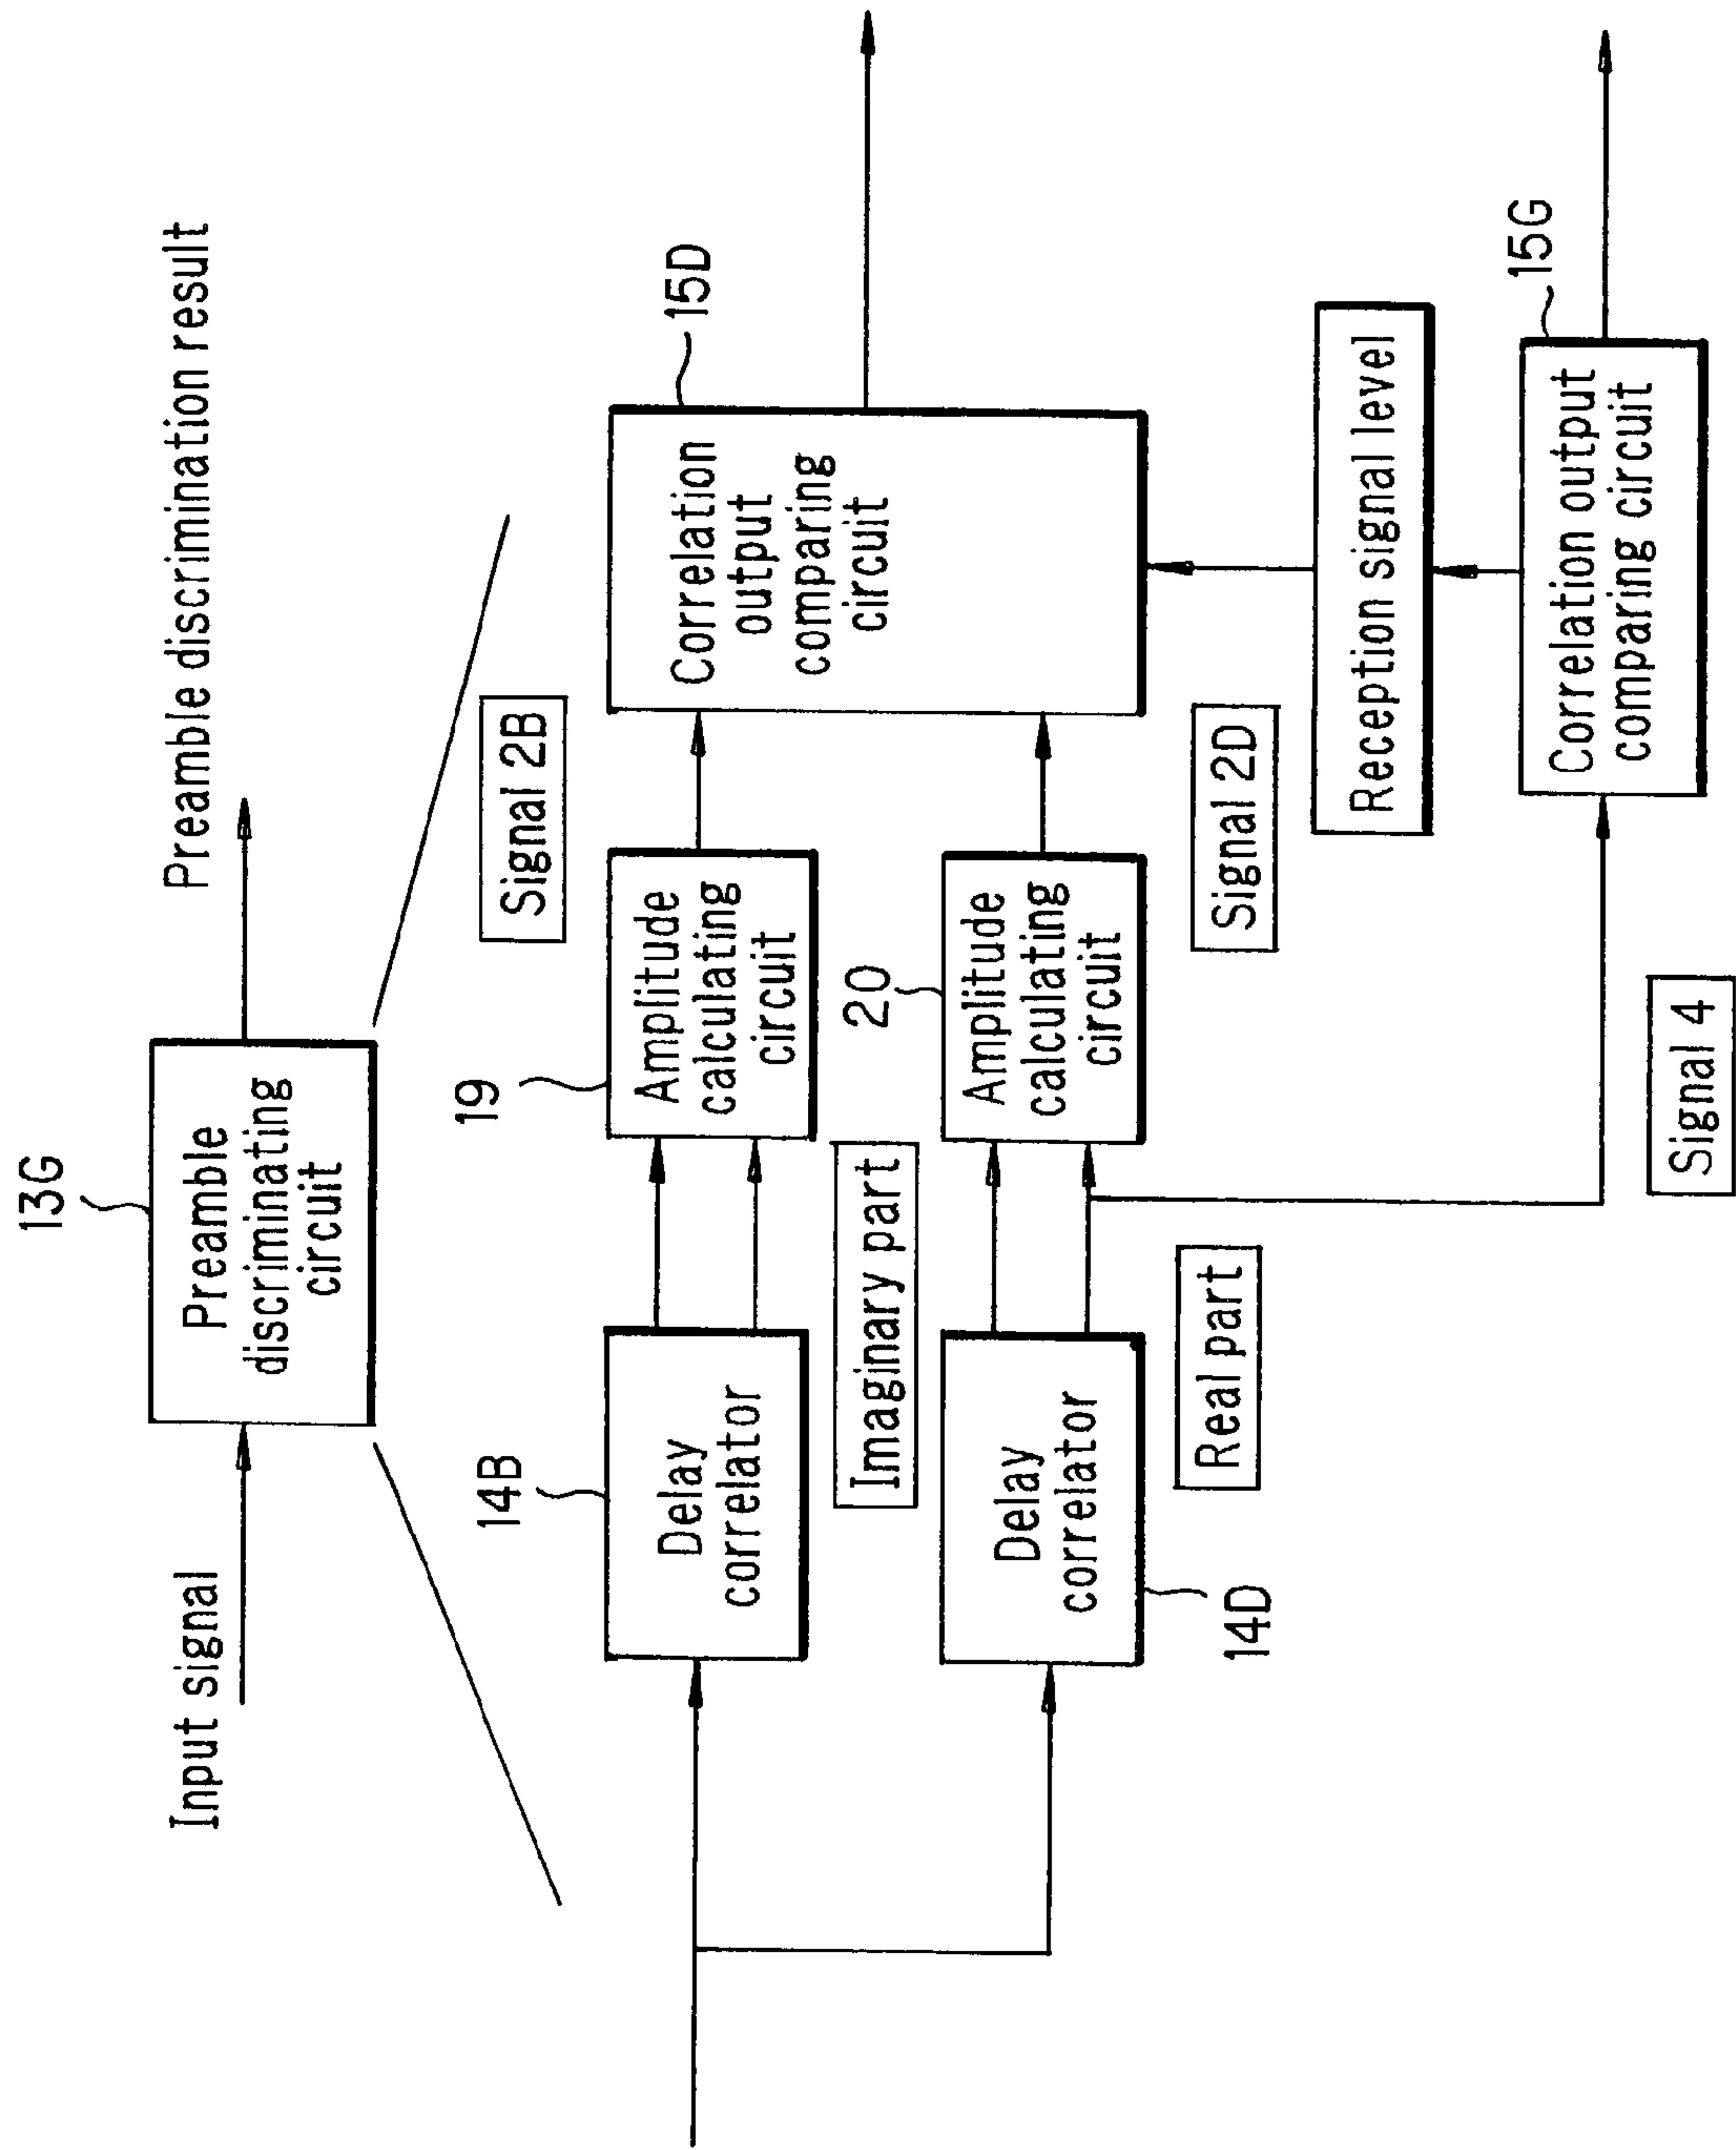 13G
Input signal
Preamble
discriminating
circuit
Preamble discrimination result
14B
Delay
correlator
19
Amplitude
calculating
circuit
Signal 2B
Correlation
output
comparing
circuit
15D
Imaginary part
20
Delay
correlator
14D
Amplitude
calculating
circuit
Real part
Signal 2D
Reception signal level
15G
Correlation output
comparing circuit
Signal 4